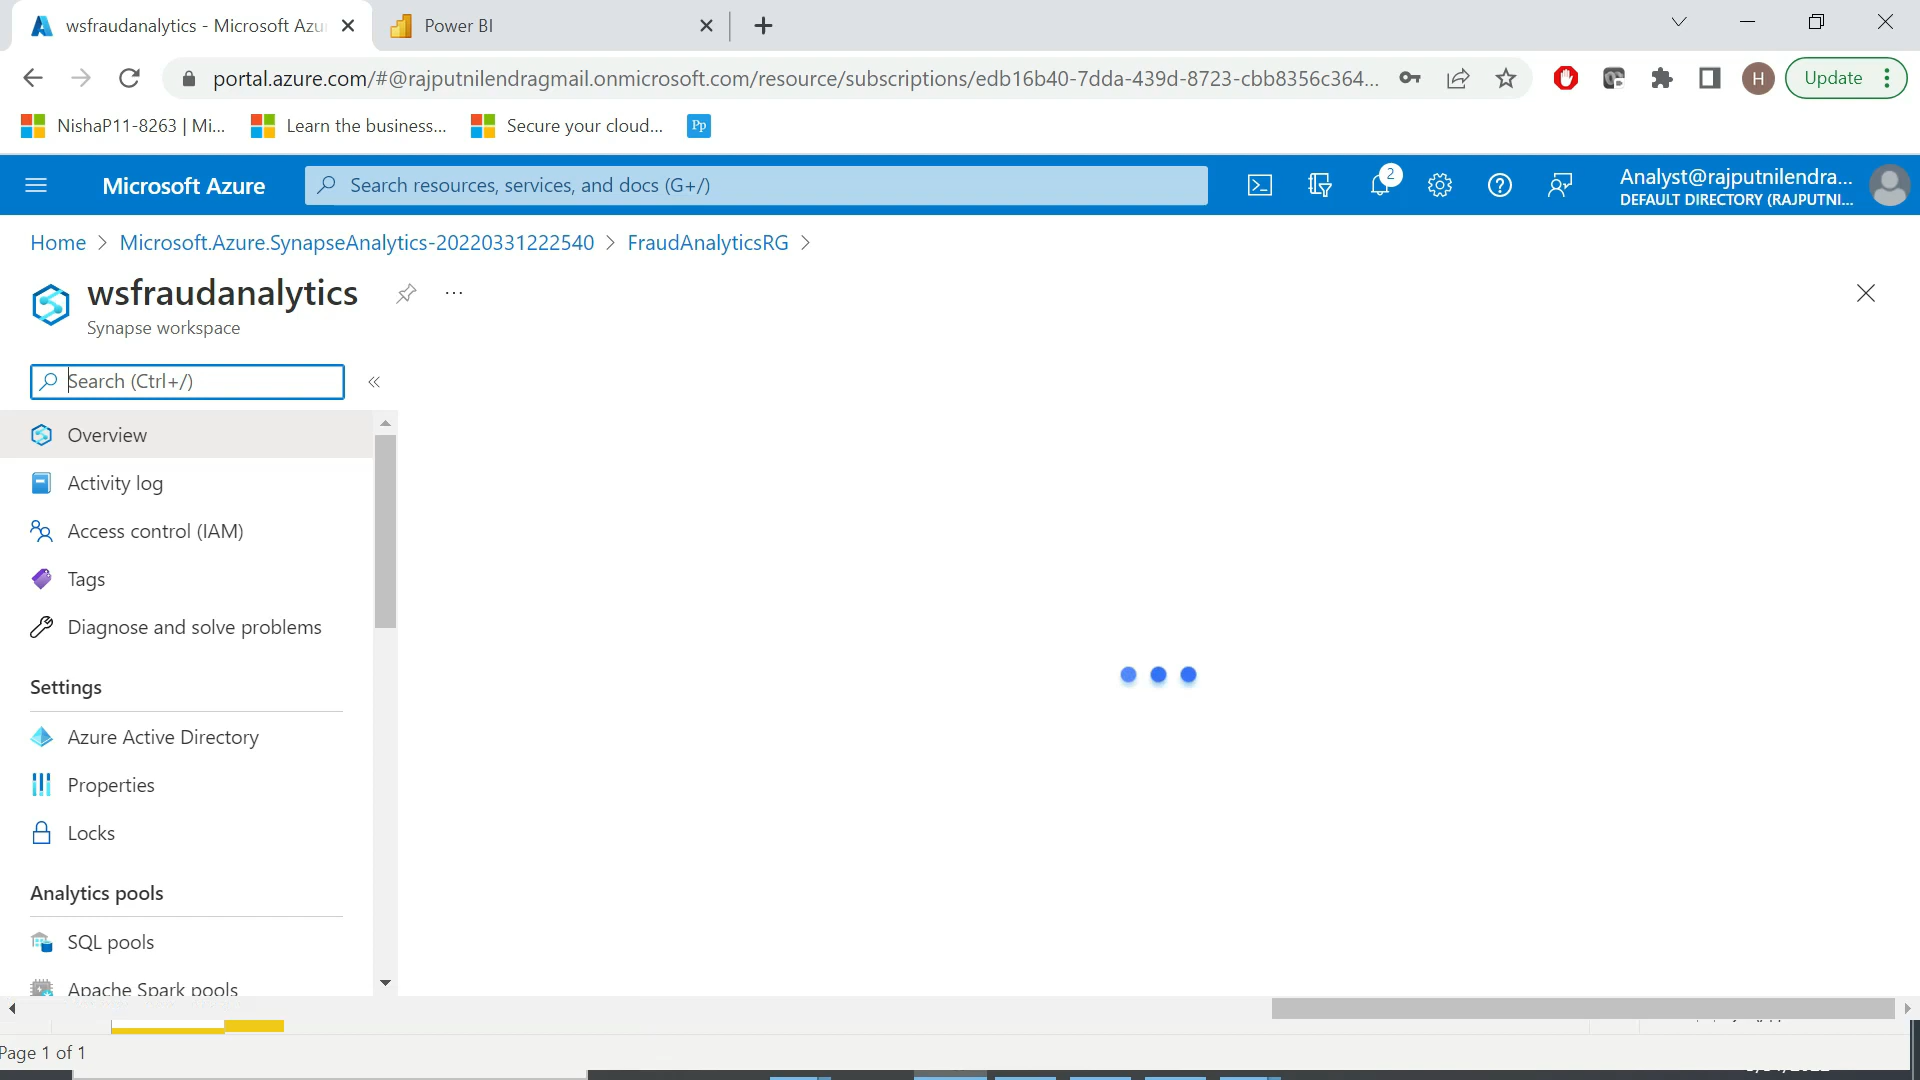 wsfraudanalytics - Microsoft Azu
Power BI
portal.azure.com/#@rajputnilendragmail.onmicrosoft.com/resource/subscriptions/edb16b40-7dda-439d-8723-cbb8356c364...
H
Update
NishaP11-8263 | Mi...
Learn the business...
Secure your cloud...
Pp
Microsoft Azure
Search resources, services, and docs (G+/)
2
Analyst@rajputnilendra...
DEFAULT DIRECTORY (RAJPUTNI...
Home > Microsoft.Azure.SynapseAnalytics-20220331222540 > FraudAnalyticsRG >
wsfraudanalytics
...
Synapse workspace
Search (Ctrl+/)
«
Overview
Activity log
Access control (IAM)
Tags
Diagnose and solve problems
Settings
Azure Active Directory
Properties
Locks
Analytics pools
SQL pools
Apache Spark pools
Page 1 of 1